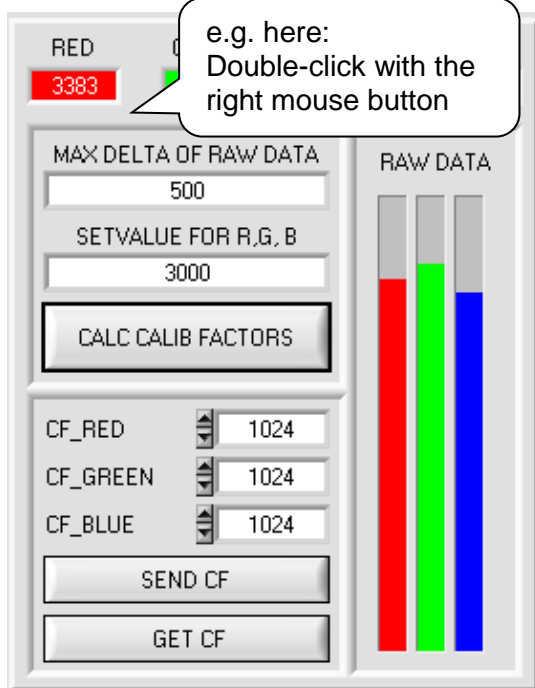 RED
e.g. here:
Double-click with the
right mouse button
3383
MAX DELTA OF RAW DATA
500
SETVALUE FOR R,G, B
3000
CALC CALIB FACTORS
RAW DATA
CF_RED 1024
CF_GREEN 1024
CF_BLUE 1024
SEND CF
GET CF